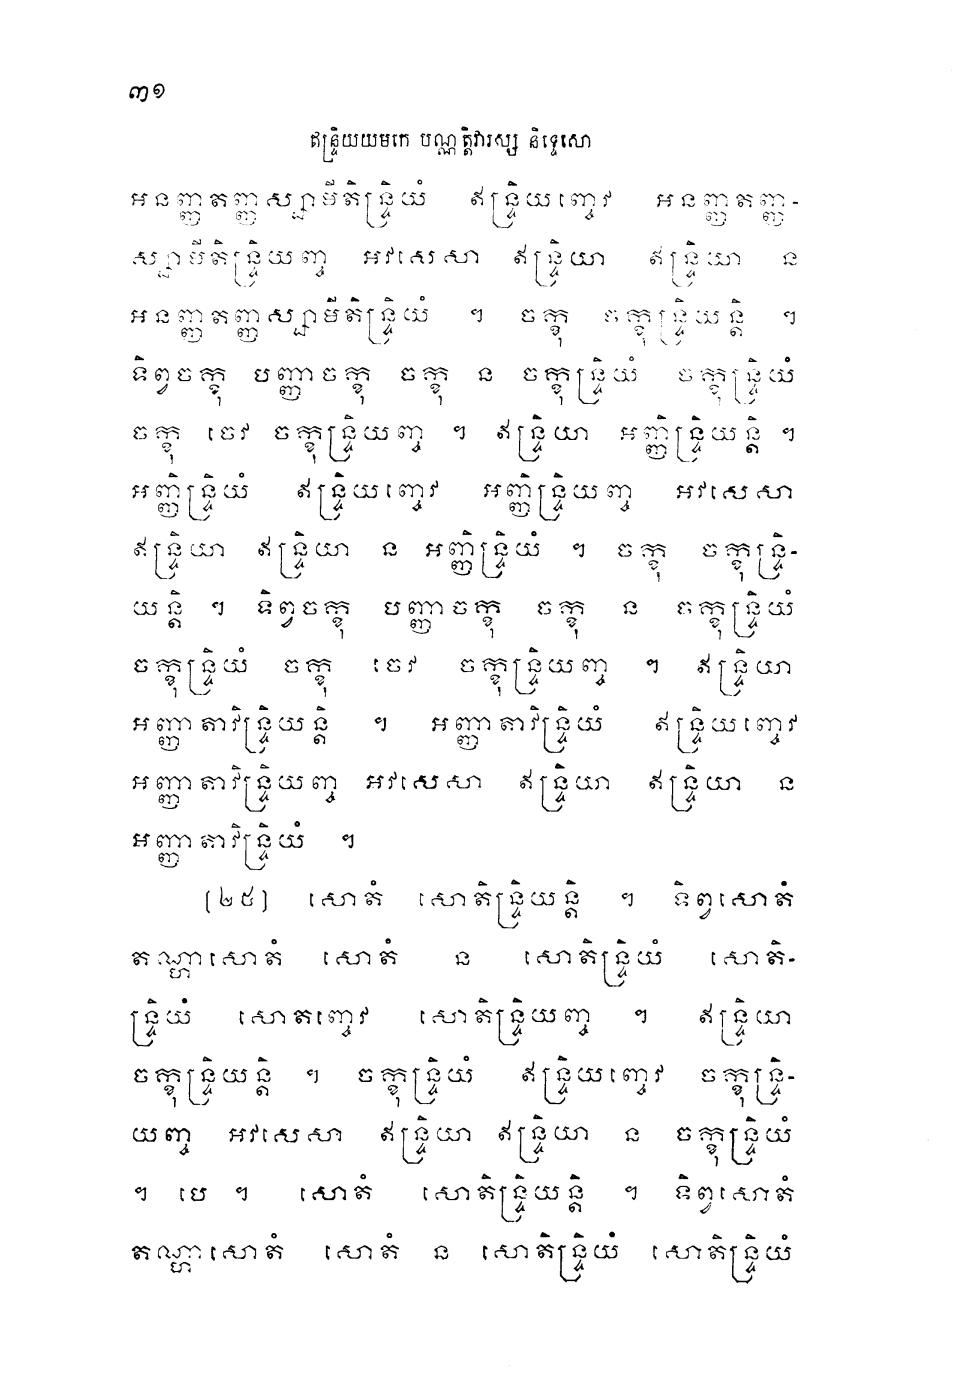 ៣១
ឥន្ទ្រិយយមកេ បណ្ណត្តិវារស្ស និទ្ទេសោ
អនញ្ញតញ្ញស្សាមីតិន្ទ្រិយំ ឥន្ទ្រិយញ្ចេវ អនញ្ញតញ្ញ-
ស្សាមីតិន្ទ្រិយញ្ច អវសេសា ឥន្ទ្រិយា ឥន្ទ្រិយា ន
អនញ្ញតញ្ញស្សាមីតិន្ទ្រិយំ ។ ចក្ខុ ចក្ខុន្ទ្រិយន្តិ ។
ទិព្វចក្ខុ បញ្ញាចក្ខុ ចក្ខុ ន ចក្ខុន្ទ្រិយំ ចក្ខុន្ទ្រិយំ
ចក្ខុ ចេវ ចក្ខុន្ទ្រិយញ្ច ។ ឥន្ទ្រិយា អញ្ញិន្ទ្រិយន្តិ ។
អញ្ញិន្ទ្រិយំ ឥន្ទ្រិយញ្ចេវ អញ្ញិន្ទ្រិយញ្ច អវសេសា
ឥន្ទ្រិយា ឥន្ទ្រិយា ន អញ្ញិន្ទ្រិយំ ។ ចក្ខុ ចក្ខុន្ទ្រិ-
យន្តិ ។ ទិព្វចក្ខុ បញ្ញាចក្ខុ ចក្ខុ ន ចក្ខុន្ទ្រិយំ
ចក្ខុន្ទ្រិយំ ចក្ខុ ចេវ ចក្ខុន្ទ្រិយញ្ច ។ ឥន្ទ្រិយា
អញ្ញាតាវិន្ទ្រិយន្តិ ។ អញ្ញាតាវិន្ទ្រិយំ ឥន្ទ្រិយញ្ចេវ
អញ្ញាតាវិន្ទ្រិយញ្ច អវសេសា ឥន្ទ្រិយា ឥន្ទ្រិយា ន
អញ្ញាតាវិន្ទ្រិយំ ។
[២៥] សោតំ សោតិន្ទ្រិយន្តិ ។ ទិព្វសោតំ
តណ្ហាសោតំ សោតំ ន សោតិន្ទ្រិយំ សោតិ-
ន្ទ្រិយំ សោតញ្ចេវ សោតិន្ទ្រិយញ្ច ។ ឥន្ទ្រិយា
ចក្ខុន្ទ្រិយន្តិ ។ ចក្ខុន្ទ្រិយំ ឥន្ទ្រិយញ្ចេវ ចក្ខុន្ទ្រិ-
យញ្ច អវសេសា ឥន្ទ្រិយា ឥន្ទ្រិយា ន ចក្ខុន្ទ្រិយំ
។ បេ ។ សោតំ សោតិន្ទ្រិយន្តិ ។ ទិព្វសោតំ
តណ្ហាសោតំ សោតំ ន សោតិន្ទ្រិយំ សោតិន្ទ្រិយំ